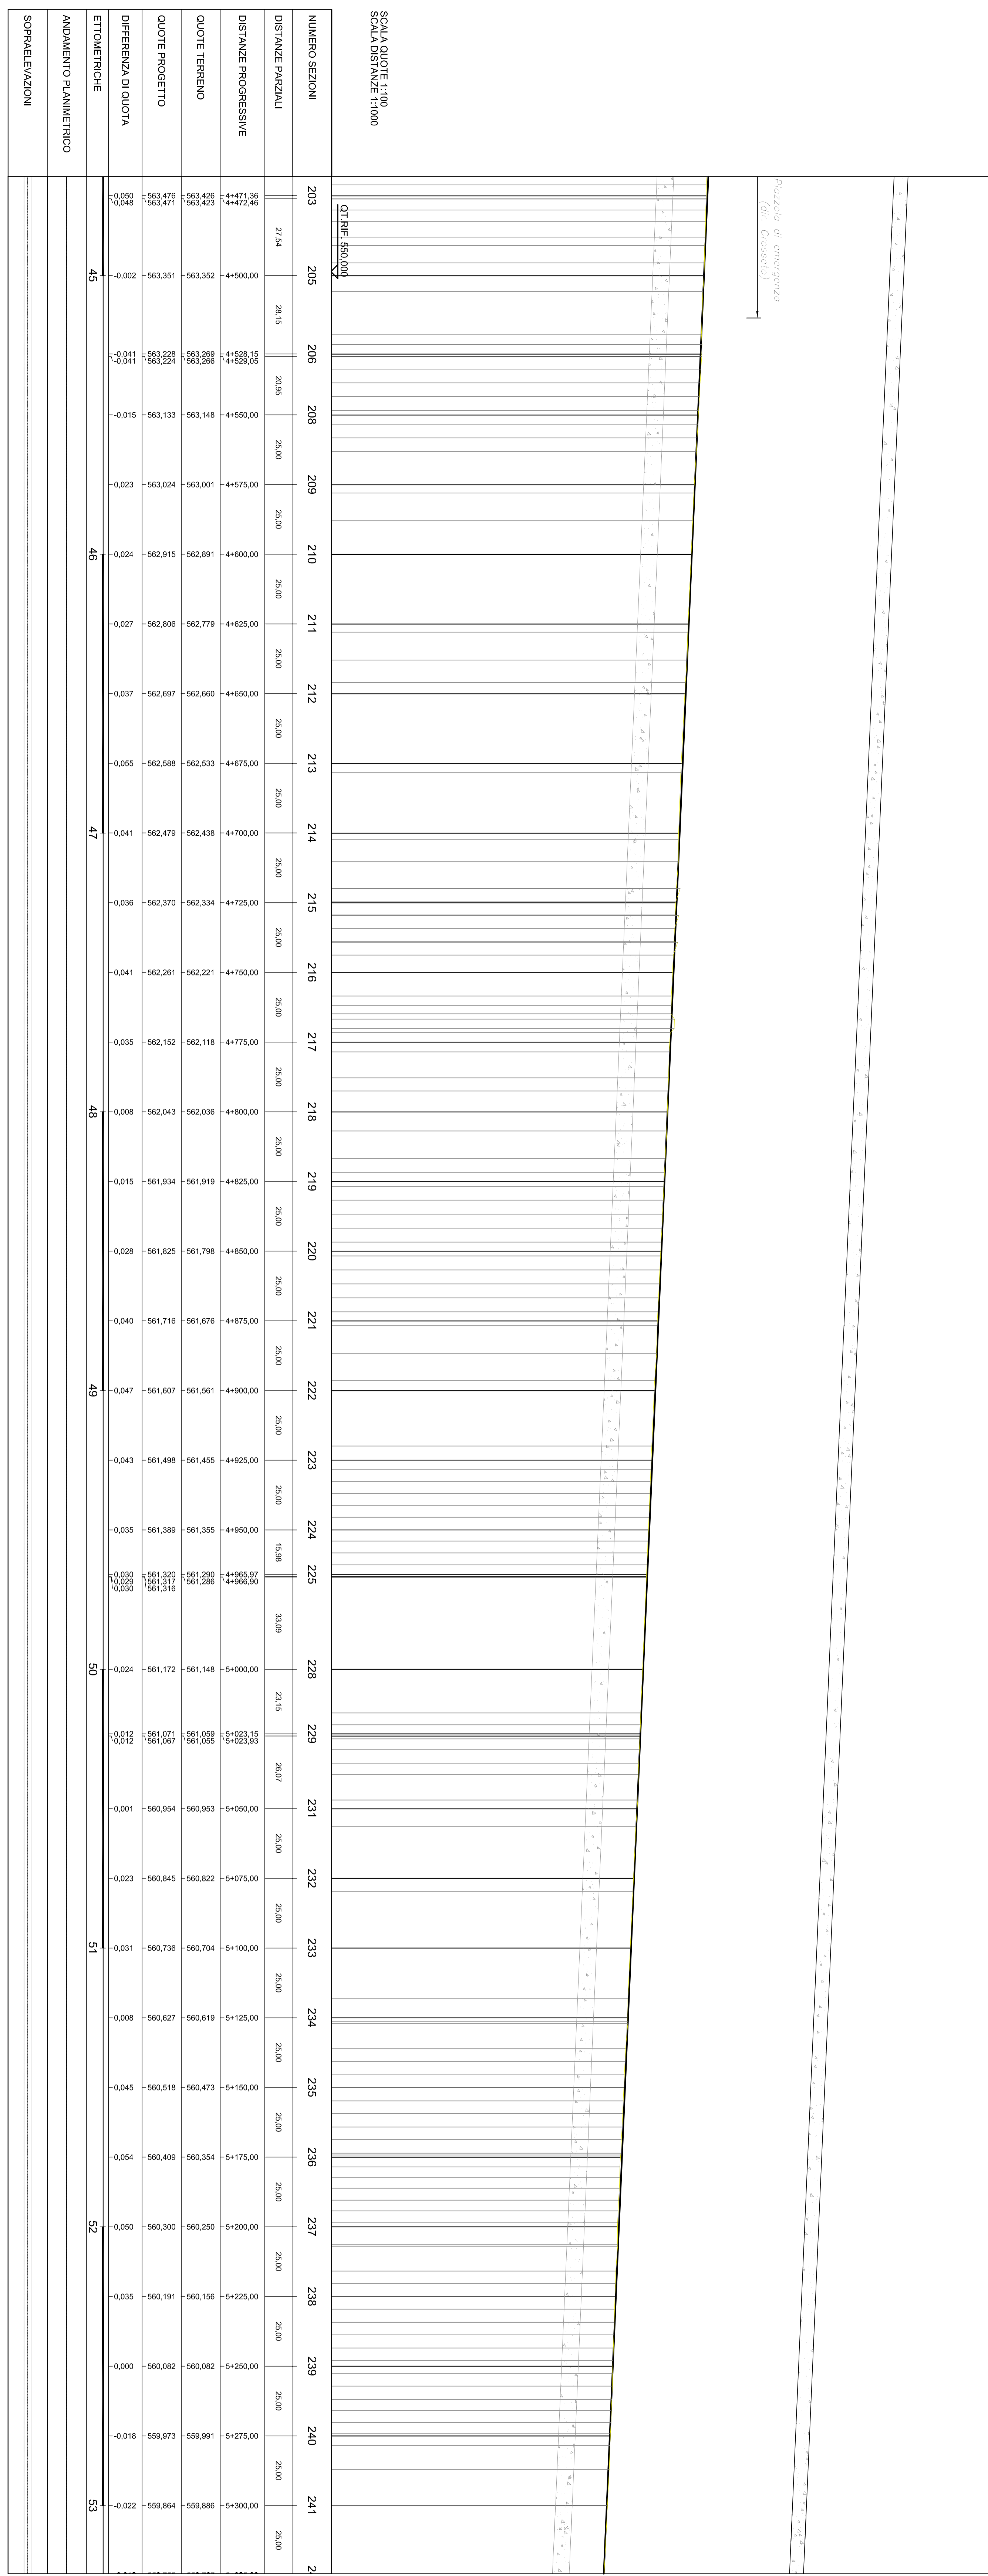 SCALA QUOTE 1:100
SCALA DISTANZE 1:1000
Piazzola di emergenza
(dir. Grosseto)
QT.RIF. 550,000
NUMERO SEZIONI 203 205 206 208 209 210 211 212 213 214 215 216 217 218 219 220 221 222 223 224 225 228 229 231 232 233 234 235 236 237 238 239 240 241
DISTANZE PARZIALI 27,54 28,15 20,95 25,00 25,00 25,00 25,00 25,00 25,00 25,00 25,00 25,00 25,00 25,00 25,00 25,00 25,00 25,00 25,00 15,98 33,09 23,15 26,07 25,00 25,00 25,00 25,00 25,00 25,00 25,00 25,00 25,00 25,00 25,00
DISTANZE PROGRESSIVE 4+471,36 4+472,46 4+500,00 4+528,15 4+529,05 4+550,00 4+575,00 4+600,00 4+625,00 4+650,00 4+675,00 4+700,00 4+725,00 4+750,00 4+775,00 4+800,00 4+825,00 4+850,00 4+875,00 4+900,00 4+925,00 4+950,00 4+965,97 4+966,90 5+000,00 5+023,15 5+023,93 5+050,00 5+075,00 5+100,00 5+125,00 5+150,00 5+175,00 5+200,00 5+225,00 5+250,00 5+275,00 5+300,00
QUOTE TERRENO 563,426 563,423 563,352 563,269 563,266 563,148 563,001 562,891 562,779 562,660 562,533 562,438 562,334 562,221 562,118 562,036 561,919 561,798 561,676 561,561 561,455 561,355 561,290 561,286 561,148 561,059 561,055 560,953 560,822 560,704 560,619 560,473 560,354 560,250 560,156 560,082 559,991 559,886
QUOTE PROGETTO 563,476 563,471 563,351 563,228 563,224 563,133 563,024 562,915 562,806 562,697 562,588 562,479 562,370 562,261 562,152 562,043 561,934 561,825 561,716 561,607 561,498 561,389 561,320 561,317 561,316 561,172 561,071 561,067 560,954 560,845 560,736 560,627 560,518 560,409 560,300 560,191 560,082 559,973 559,864
DIFFERENZA DI QUOTA 0,050 0,048 -0,002 -0,041 -0,041 -0,015 0,023 0,024 0,027 0,037 0,055 0,041 0,036 0,041 0,035 0,008 0,015 0,028 0,040 0,047 0,043 0,035 0,030 0,029 0,030 0,024 0,012 0,012 0,001 0,023 0,031 0,008 0,045 0,054 0,050 0,035 0,000 -0,018 -0,022
ETTOMETRICHE 45 46 47 48 49 50 51 52 53
ANDAMENTO PLANIMETRICO
SOPRAELEVAZIONI